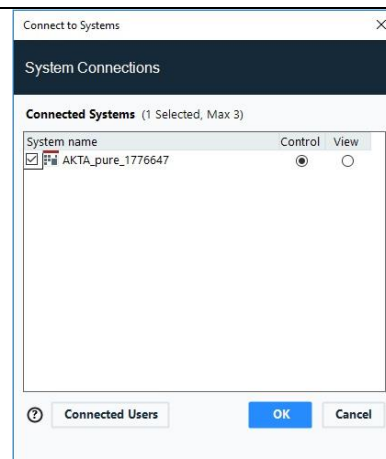 Connect to Systems
System Connections
Connected Systems (1 Selected, Max 3)
System name Control View
AKTA_pure_1776647
Connected Users OK Cancel